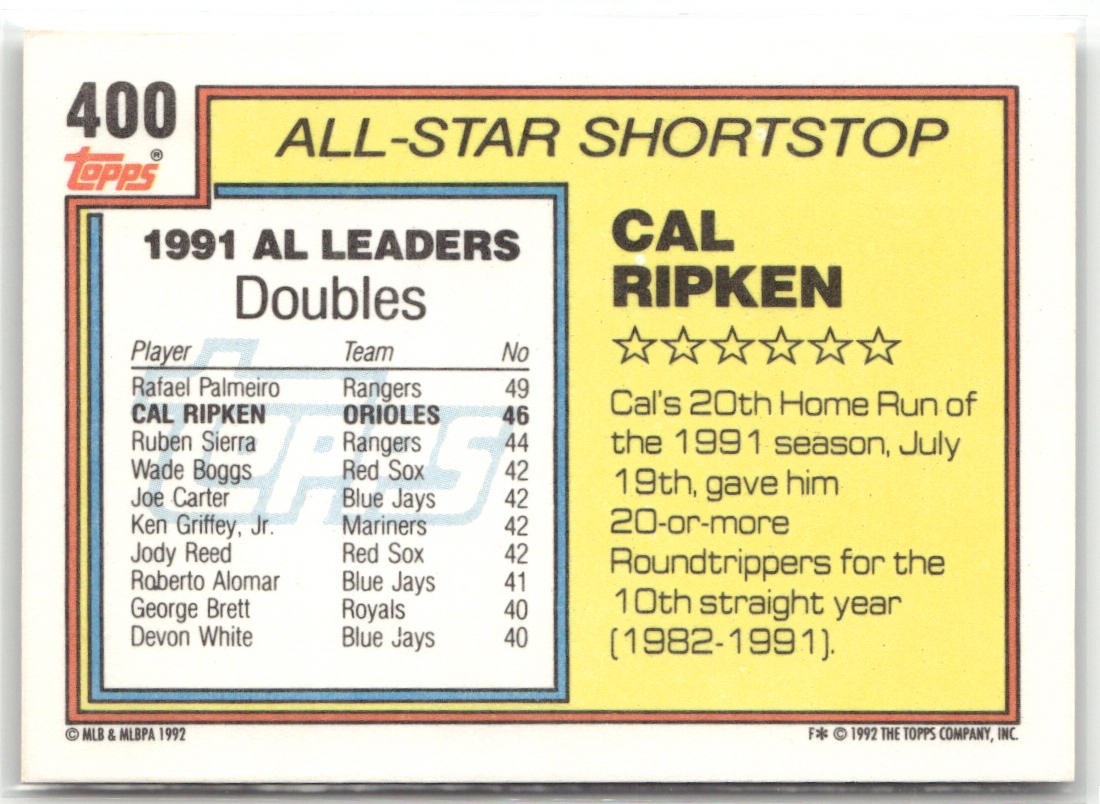 400
topps®
ALL-STAR SHORTSTOP
1991 AL LEADERS
Doubles
Player Team No
Rafael Palmeiro Rangers 49
CAL RIPKEN ORIOLES 46
Ruben Sierra Rangers 44
Wade Boggs Red Sox 42
Joe Carter Blue Jays 42
Ken Griffey, Jr. Mariners 42
Jody Reed Red Sox 42
Roberto Alomar Blue Jays 41
George Brett Royals 40
Devon White Blue Jays 40
topps
CAL
RIPKEN
☆☆☆☆☆☆
Cal's 20th Home Run of
the 1991 season, July
19th, gave him
20-or-more
Roundtrippers for the
10th straight year
(1982-1991).
© MLB & MLBPA 1992
F* © 1992 THE TOPPS COMPANY, INC.